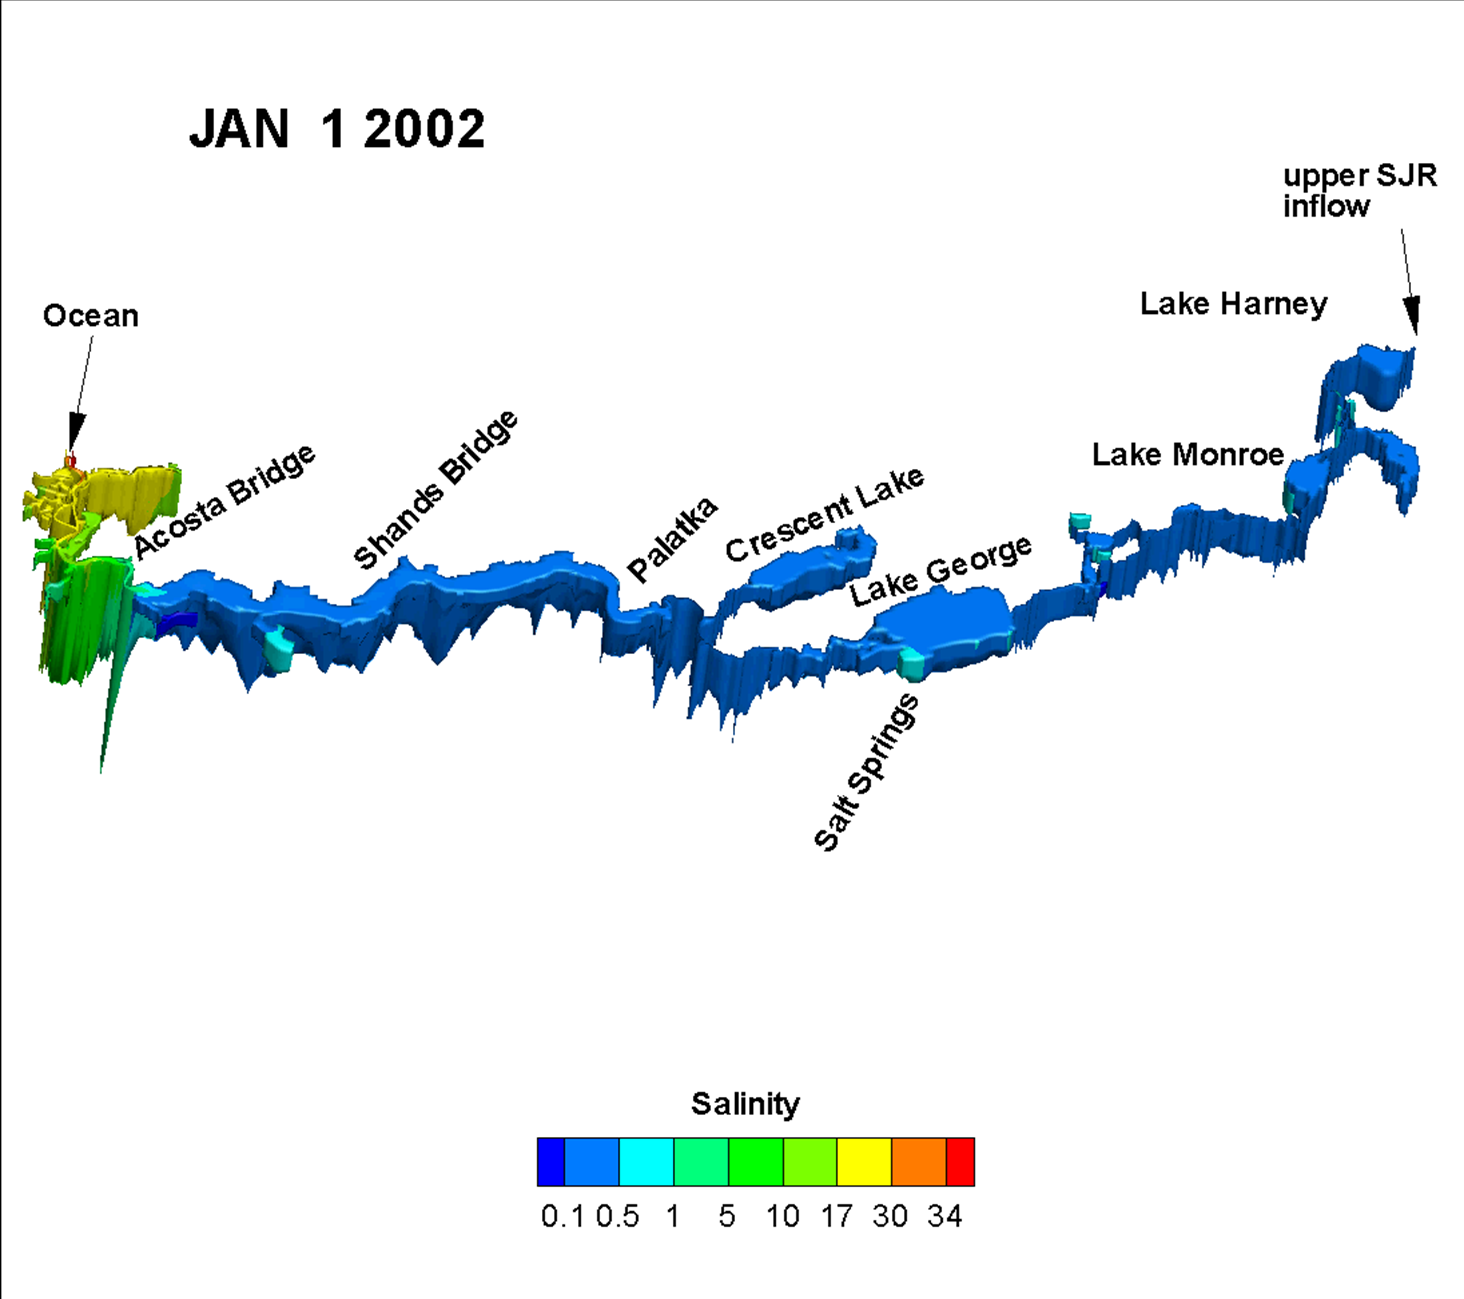 JAN 1 2002
upper SJR
inflow
Lake Harney
Ocean
Acosta Bridge
Shands Bridge
Palatka
Crescent Lake
Lake George
Lake Monroe
Salt Springs
Salinity
0.1 0.5 1 5 10 17 30 34